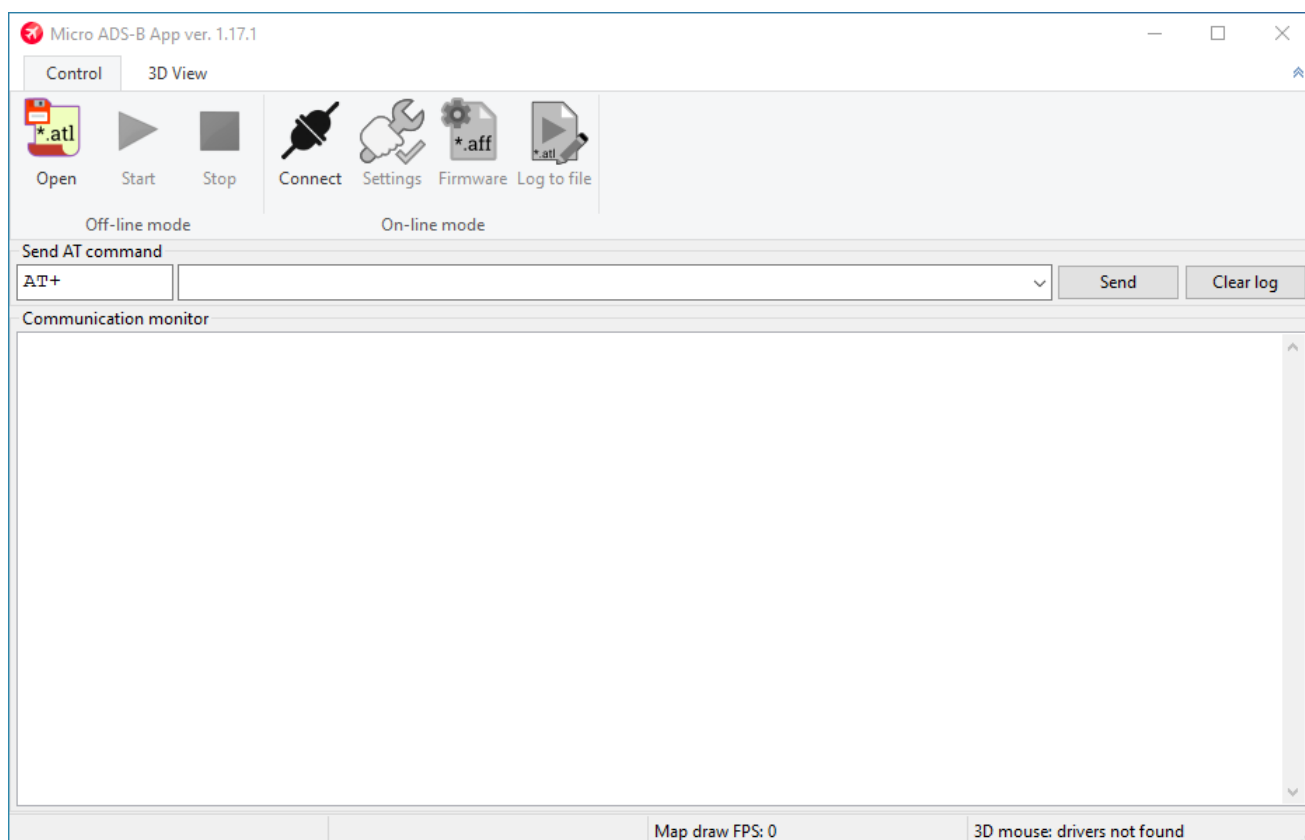 Micro ADS-B App ver. 1.17.1
Control 3D View
*.atl *.aff *.atl
Open Start Stop Connect Settings Firmware Log to file
Off-line mode On-line mode
Send AT command
AT+ Send Clear log
Communication monitor
Map draw FPS: 0 3D mouse: drivers not found